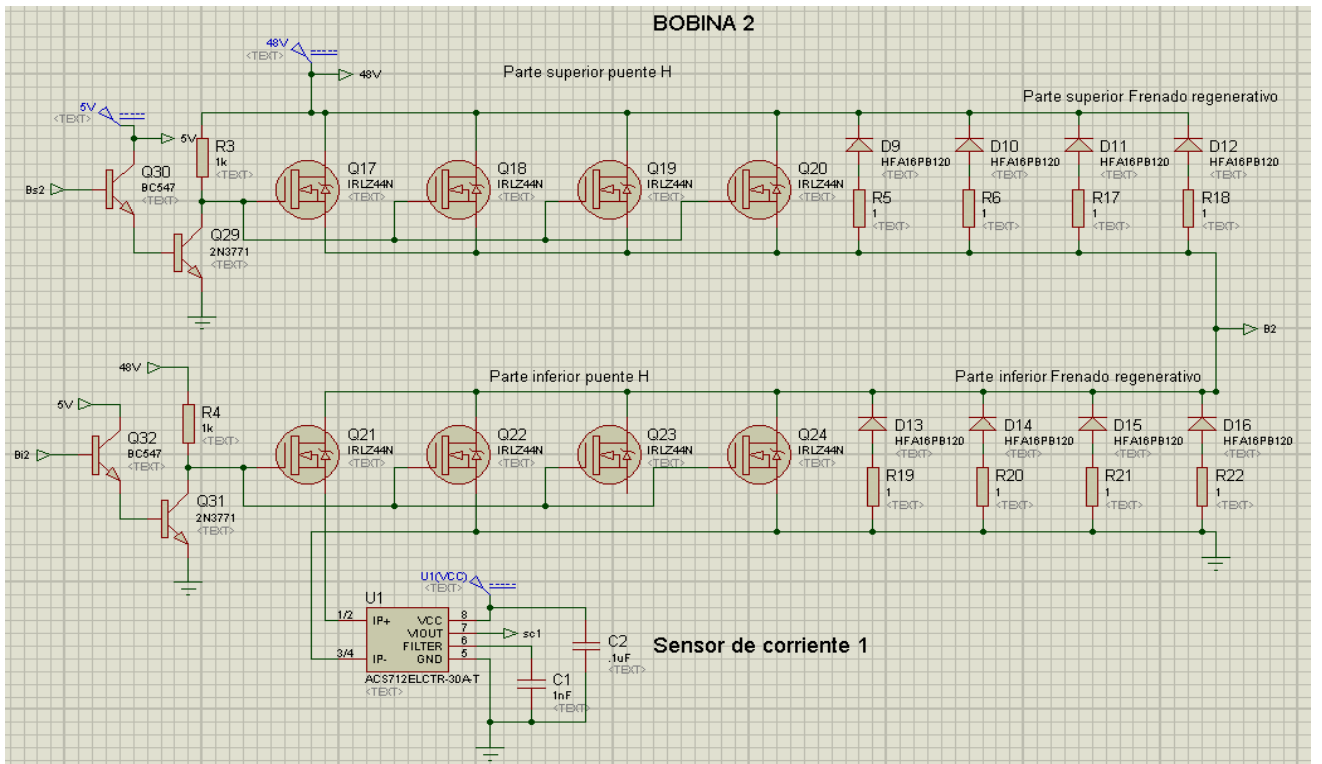 BOBINA 2
48V
<TEXT>
48V
Parte superior puente H
Parte superior Frenado regenerativo
5V
<TEXT>
5V
R3
1k
<TEXT>
Q30
BC547
<TEXT>
Bs2
Q29
2N3771
<TEXT>
Q17
IRLZ44N
<TEXT>
Q18
IRLZ44N
<TEXT>
Q19
IRLZ44N
<TEXT>
Q20
IRLZ44N
<TEXT>
D9
HFA16PB120
<TEXT>
D10
HFA16PB120
<TEXT>
D11
HFA16PB120
<TEXT>
D12
HFA16PB120
<TEXT>
R5
1
<TEXT>
R6
1
<TEXT>
R17
1
<TEXT>
R18
1
<TEXT>
B2
48V
Parte inferior puente H
Parte inferior Frenado regenerativo
5V
R4
1k
<TEXT>
Q32
BC547
<TEXT>
Bi2
Q31
2N3771
<TEXT>
Q21
IRLZ44N
<TEXT>
Q22
IRLZ44N
<TEXT>
Q23
IRLZ44N
<TEXT>
Q24
IRLZ44N
<TEXT>
D13
HFA16PB120
<TEXT>
D14
HFA16PB120
<TEXT>
D15
HFA16PB120
<TEXT>
D16
HFA16PB120
<TEXT>
R19
1
<TEXT>
R20
1
<TEXT>
R21
1
<TEXT>
R22
1
<TEXT>
U1(VCC)
<TEXT>
U1
1/2 IP+ VCC 8
VIOUT 7 sc1
FILTER 6
3/4 IP- GND 5
ACS712ELCTR-30A-T
<TEXT>
C1
1nF
<TEXT>
C2
.1uF
<TEXT>
Sensor de corriente 1